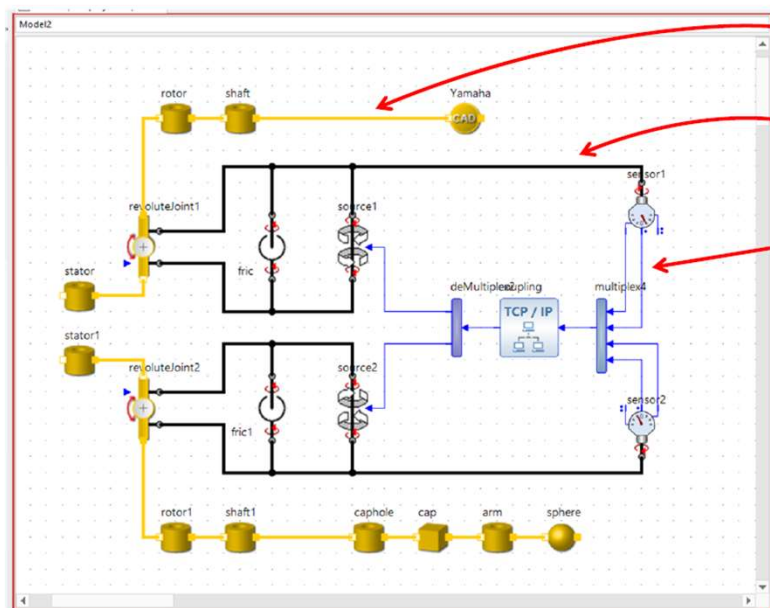 Model2
rotor shaft Yamaha
CAD
sensor1
revoluteJoint1 source1
stator fric
deMultiplex2 multiplex4
TCP / IP
stator1
revoluteJoint2 source2
sensor2
fric1
rotor1 shaft1 caphole cap arm sphere